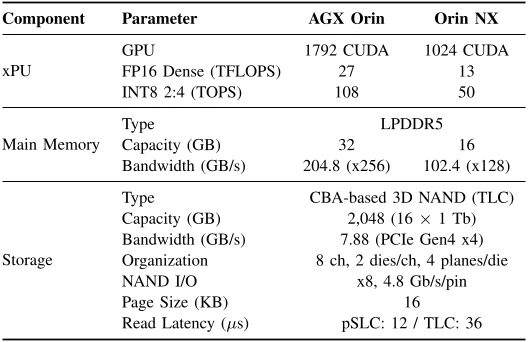 Component Parameter AGX Orin Orin NX
GPU 1792 CUDA 1024 CUDA
xPU FP16 Dense (TFLOPS) 27 13
INT8 2:4 (TOPS) 108 50
Type LPDDR5
Main Memory Capacity (GB) 32 16
Bandwidth (GB/s) 204.8 (x256) 102.4 (x128)
Type CBA-based 3D NAND (TLC)
Capacity (GB) 2,048 (16 × 1 Tb)
Bandwidth (GB/s) 7.88 (PCIe Gen4 x4)
Storage Organization 8 ch, 2 dies/ch, 4 planes/die
NAND I/O x8, 4.8 Gb/s/pin
Page Size (KB) 16
Read Latency (μs) pSLC: 12 / TLC: 36